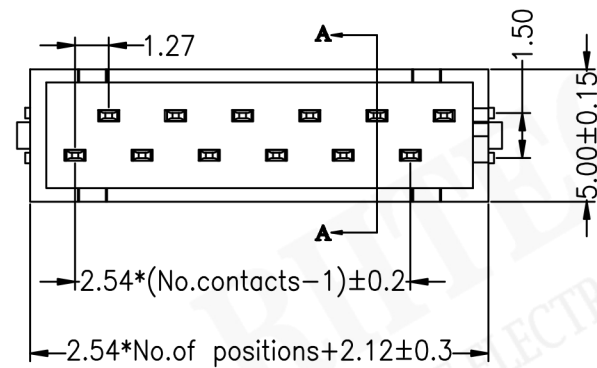 1.27
A
1.50
5.00±0.15
A
2.54*(No.contacts-1)±0.2
2.54*No.of positions+2.12±0.3